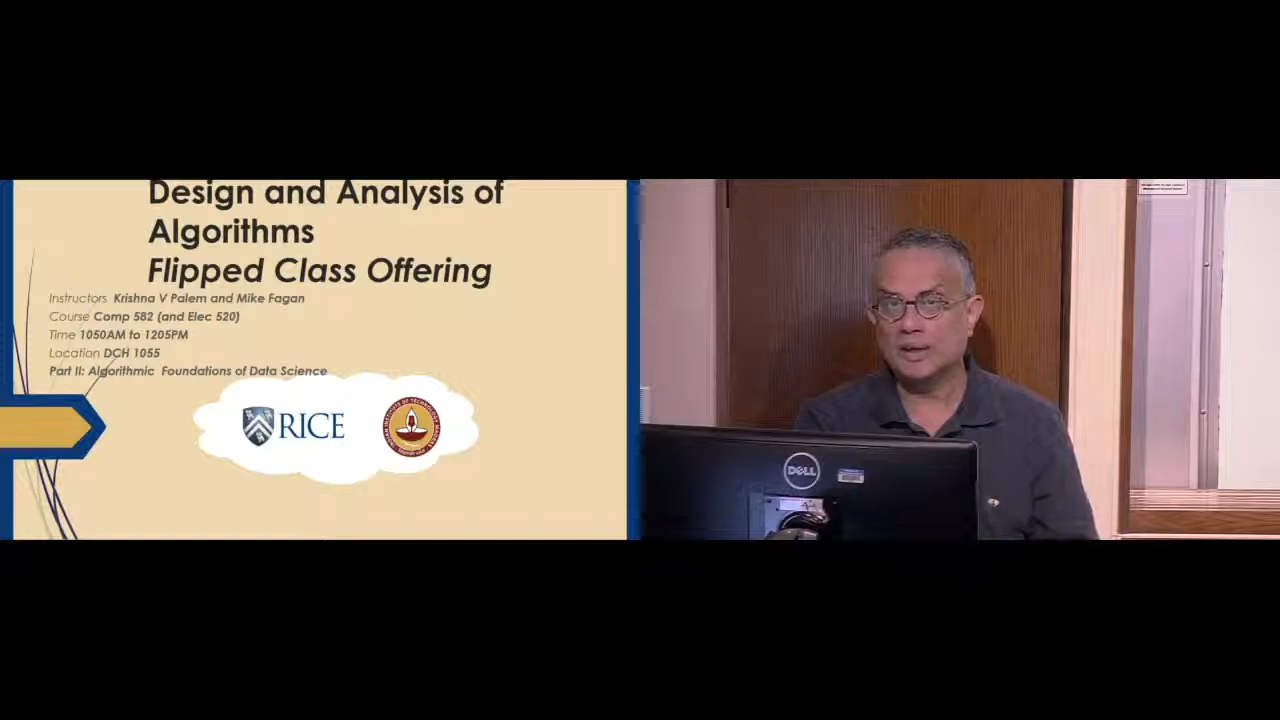 Design and Analysis of
Algorithms
Flipped Class Offering
Instructors Krishna V Palem and Mike Fagan
Course Comp 582 (and Elec 520)
Time 1050AM to 1205PM
Location DCH 1055
Part II: Algorithmic Foundations of Data Science
RICE
DELL